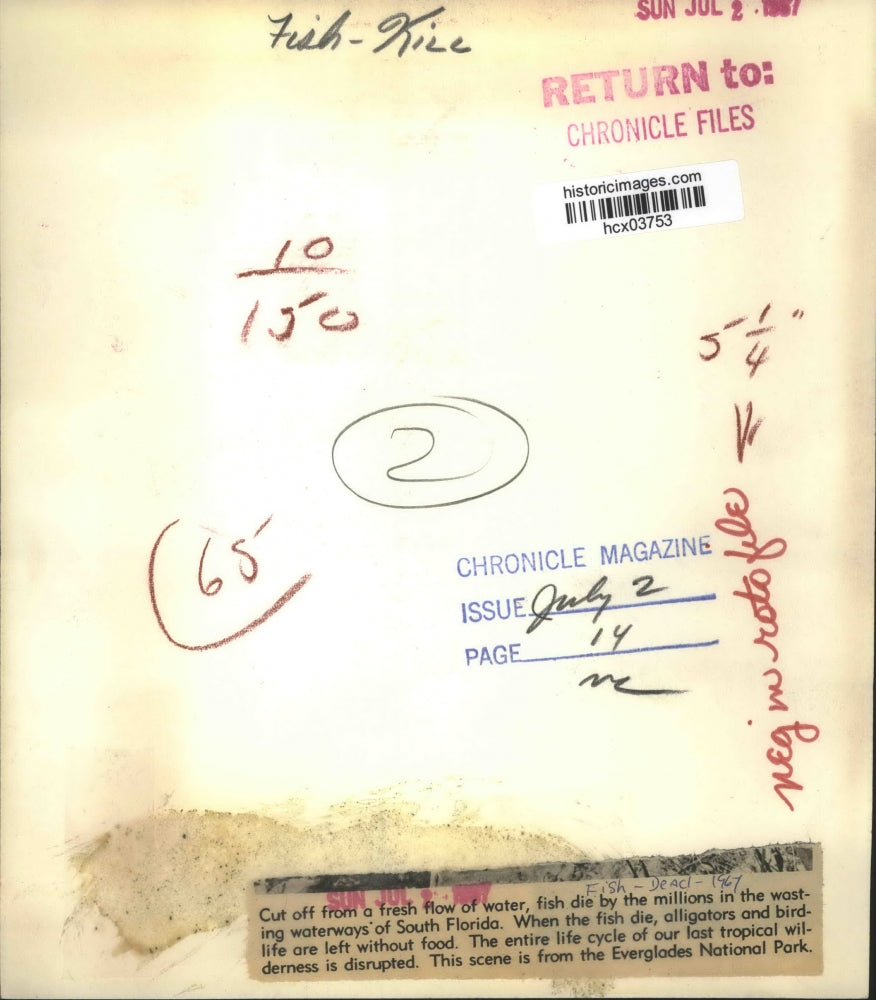 Fish-Kill
SUN JUL 2 1967
RETURN to:
CHRONICLE FILES
historicimages.com
hcx03753
10
150
5 1/4"
2
65
neg in roto file
CHRONICLE MAGAZINE
ISSUE July 2
PAGE 14
SUN JUL 2 1967
Fish - Dead - 1967
Cut off from a fresh flow of water, fish die by the millions in the wast-
ing waterways of South Florida. When the fish die, alligators and bird-
life are left without food. The entire life cycle of our last tropical wil-
derness is disrupted. This scene is from the Everglades National Park.